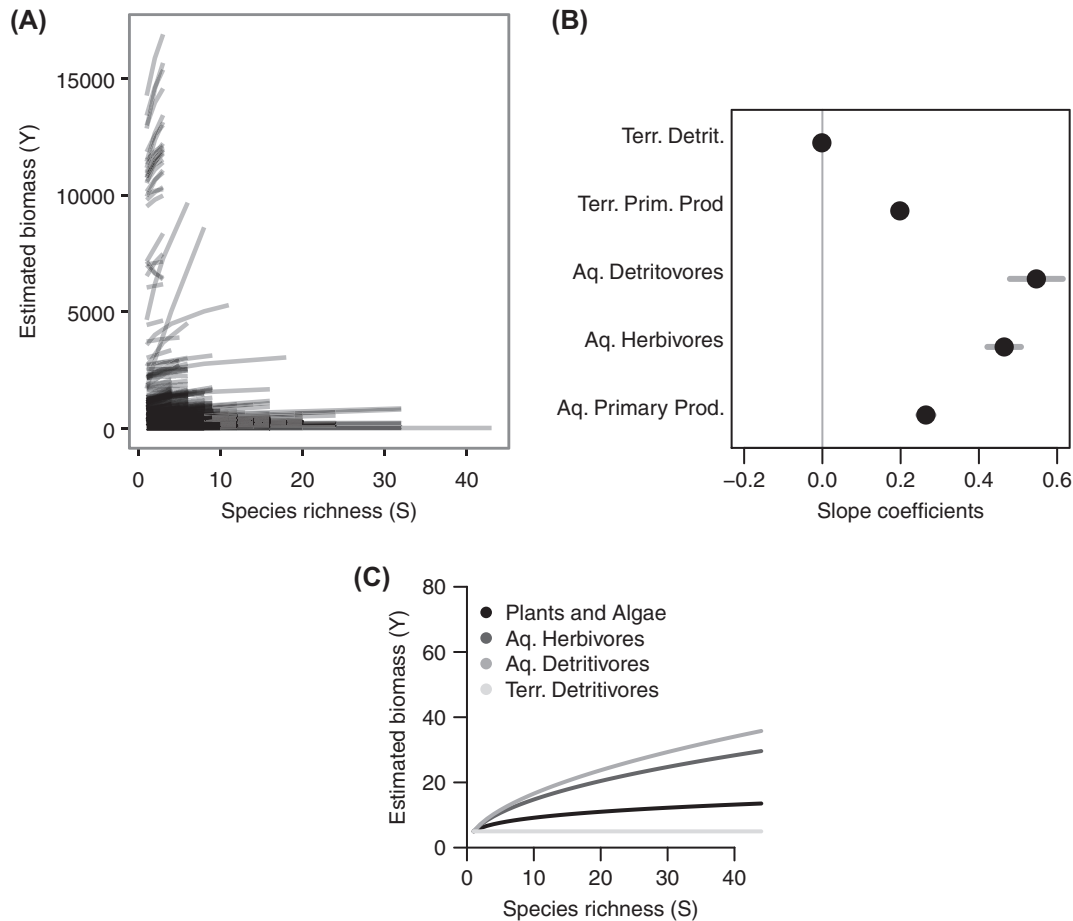 (A)
Estimated biomass (Y)
15000
10000
5000
0
0 10 20 30 40
Species richness (S)
(B)
Terr. Detrit.
Terr. Prim. Prod
Aq. Detritovores
Aq. Herbivores
Aq. Primary Prod.
−0.2 0.0 0.2 0.4 0.6
Slope coefficients
(C)
Estimated biomass (Y)
80
60
40
20
0
Plants and Algae
Aq. Herbivores
Aq. Detritivores
Terr. Detritivores
0 10 20 30 40
Species richness (S)